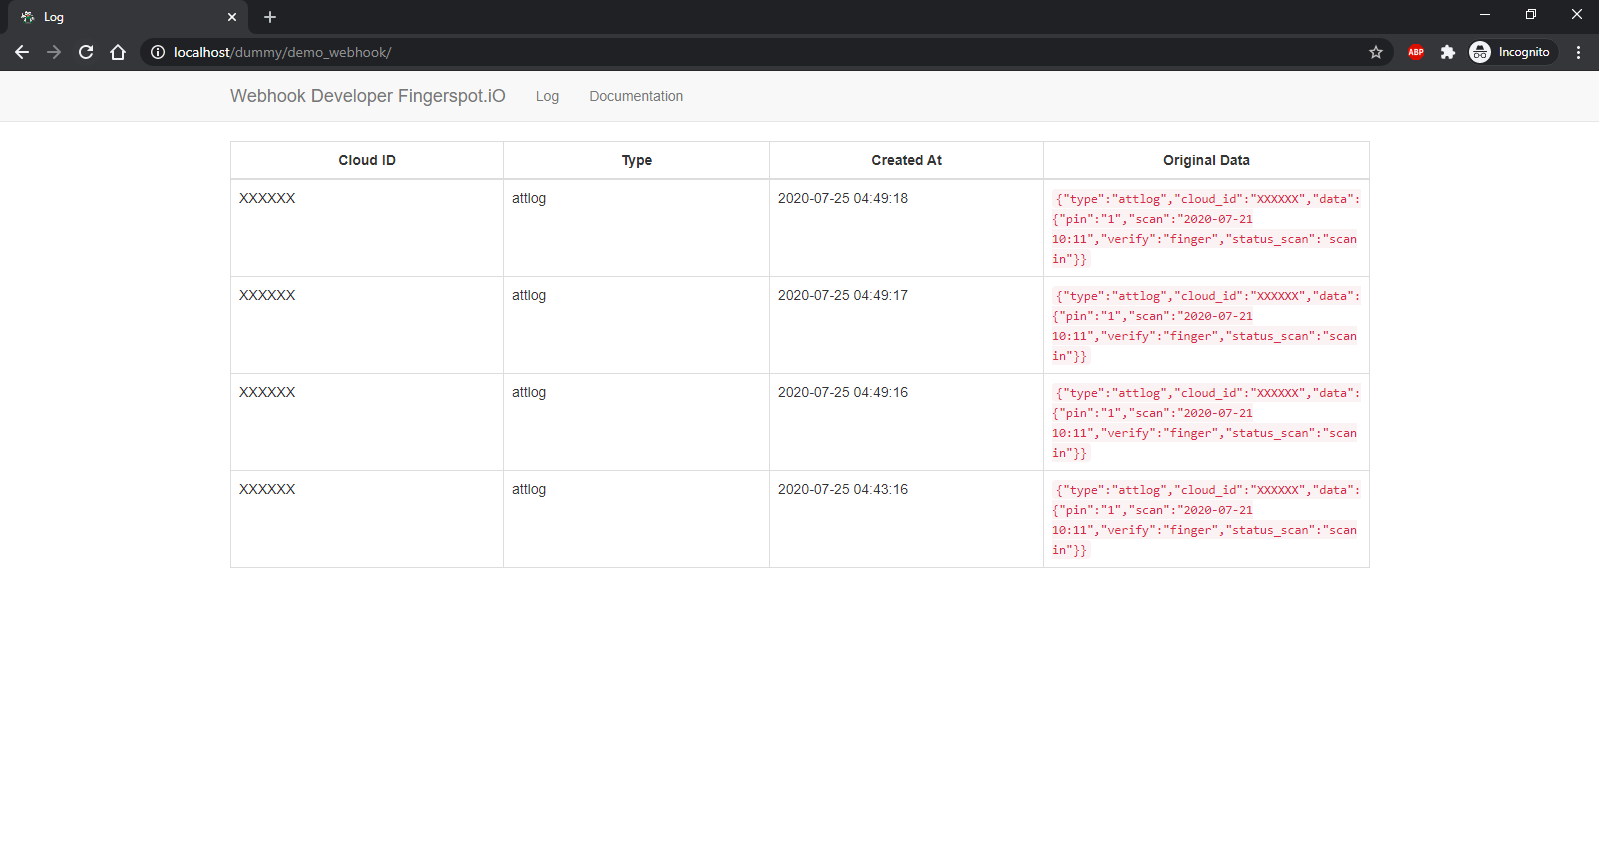 Log
localhost/dummy/demo_webhook/
ABP
Incognito
Webhook Developer Fingerspot.iO Log Documentation
Cloud ID Type Created At Original Data
XXXXXX attlog 2020-07-25 04:49:18 {"type":"attlog","cloud_id":"XXXXXX","data":
{"pin":"1","scan":"2020-07-21
10:11","verify":"finger","status_scan":"scan
in"}}
XXXXXX attlog 2020-07-25 04:49:17 {"type":"attlog","cloud_id":"XXXXXX","data":
{"pin":"1","scan":"2020-07-21
10:11","verify":"finger","status_scan":"scan
in"}}
XXXXXX attlog 2020-07-25 04:49:16 {"type":"attlog","cloud_id":"XXXXXX","data":
{"pin":"1","scan":"2020-07-21
10:11","verify":"finger","status_scan":"scan
in"}}
XXXXXX attlog 2020-07-25 04:43:16 {"type":"attlog","cloud_id":"XXXXXX","data":
{"pin":"1","scan":"2020-07-21
10:11","verify":"finger","status_scan":"scan
in"}}